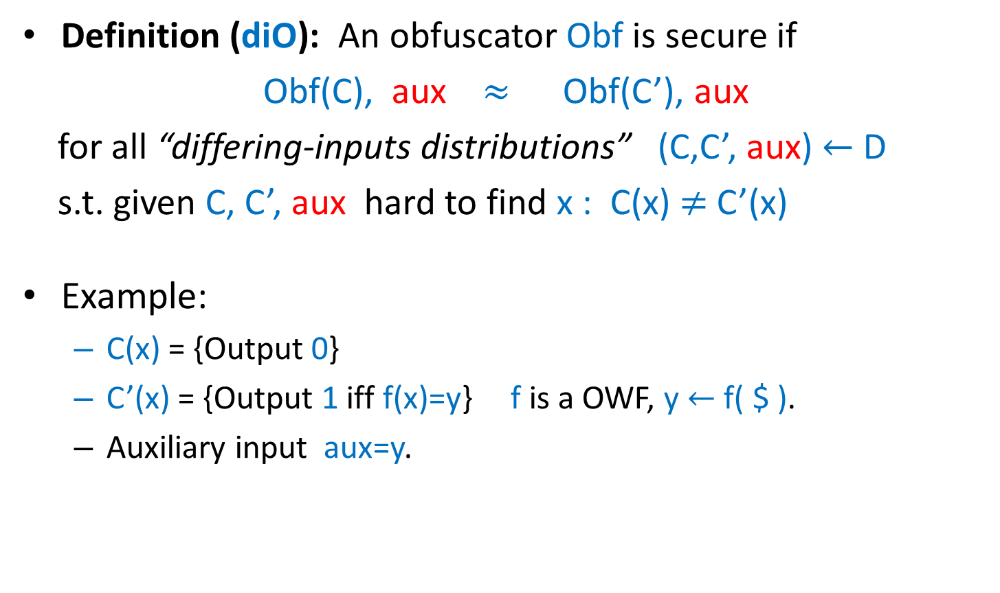 • Definition (diO): An obfuscator Obf is secure if
Obf(C), aux ≈ Obf(C’), aux
for all “differing-inputs distributions” (C,C’, aux) ← D
s.t. given C, C’, aux hard to find x : C(x) ≠ C’(x)
• Example:
– C(x) = {Output 0}
– C’(x) = {Output 1 iff f(x)=y} f is a OWF, y ← f( $ ).
– Auxiliary input aux=y.